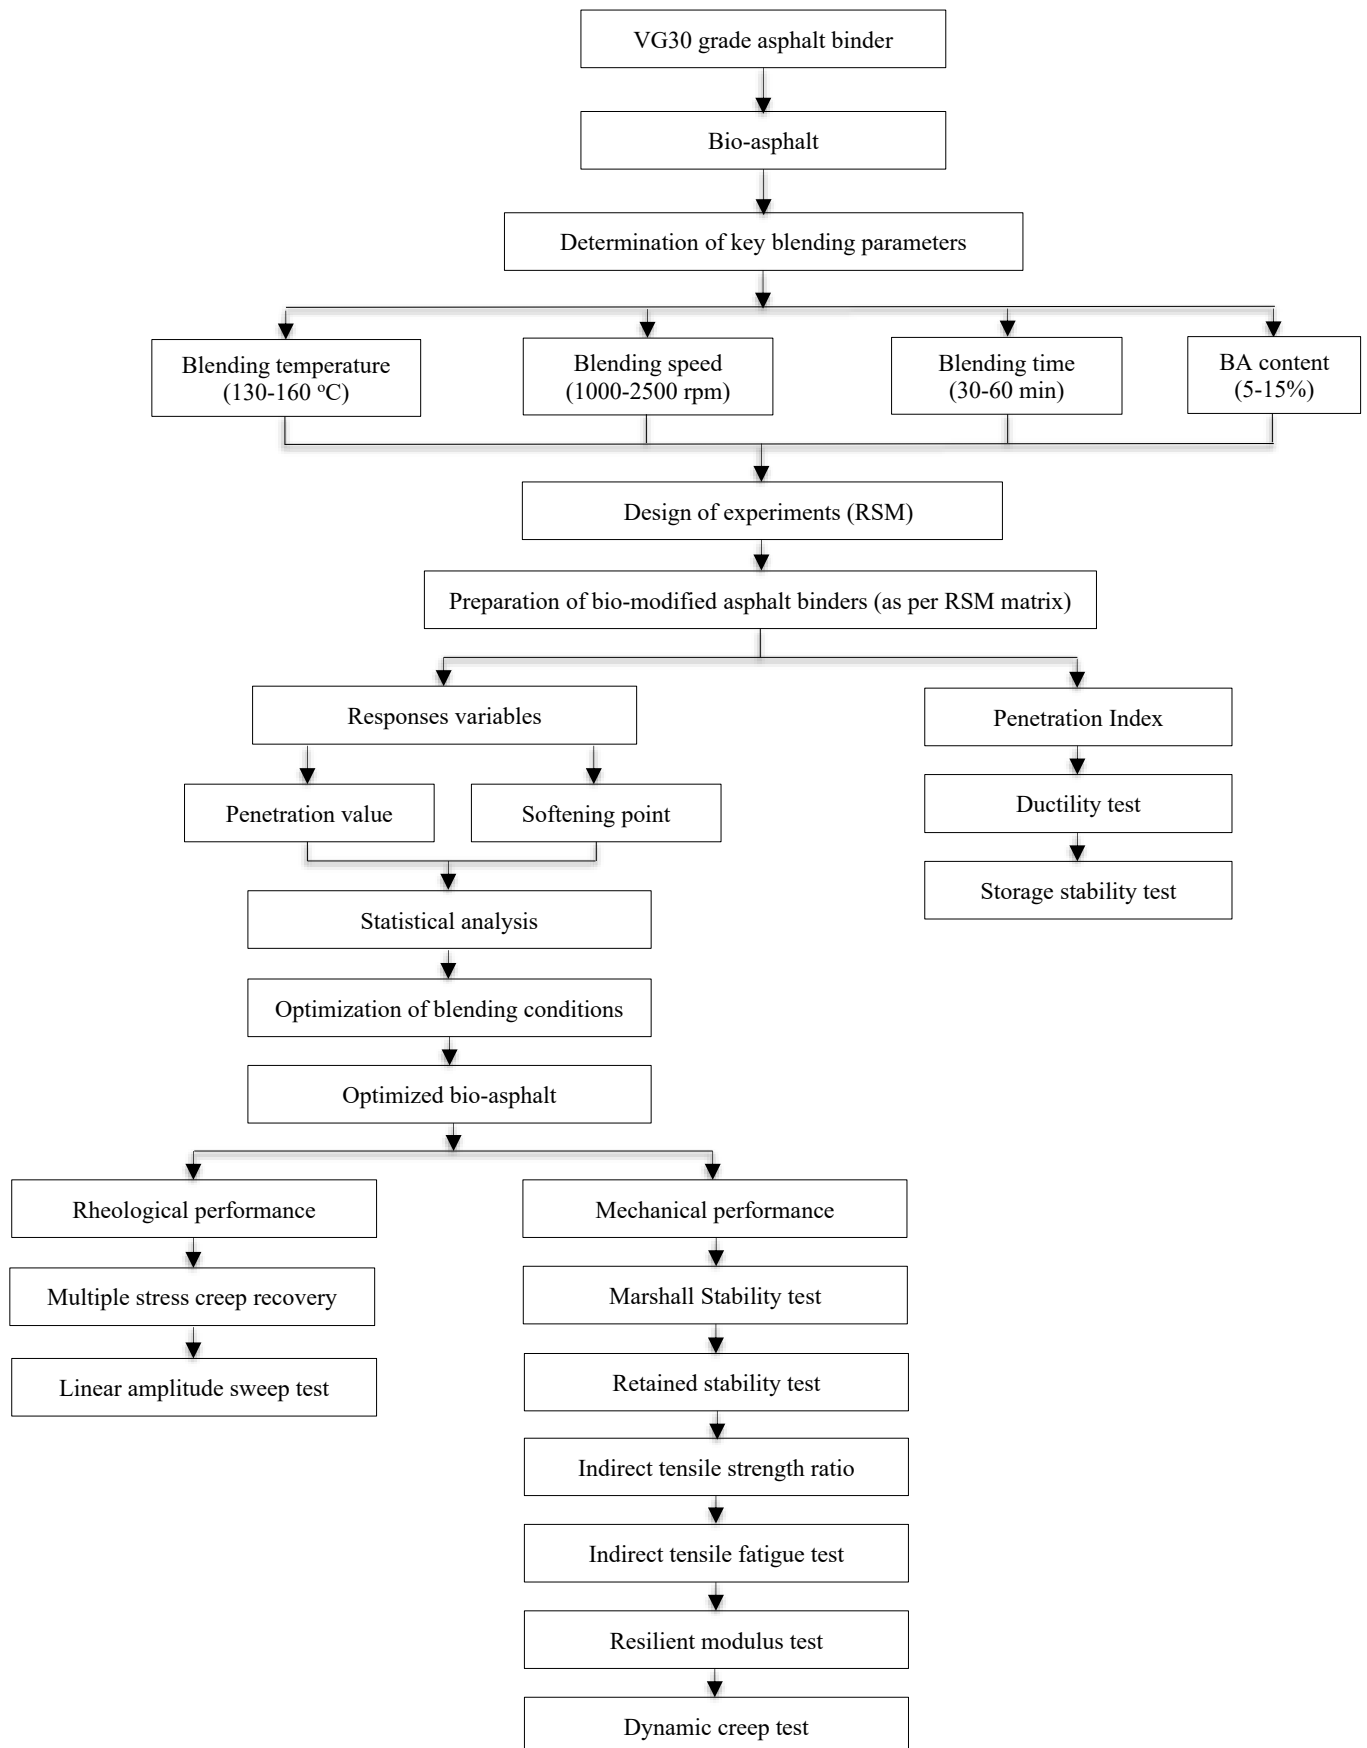 VG30 grade asphalt binder
Bio-asphalt
Determination of key blending parameters
Blending temperature
(130-160 °C)
Blending speed
(1000-2500 rpm)
Blending time
(30-60 min)
BA content
(5-15%)
Design of experiments (RSM)
Preparation of bio-modified asphalt binders (as per RSM matrix)
Responses variables
Penetration Index
Penetration value
Softening point
Ductility test
Storage stability test
Statistical analysis
Optimization of blending conditions
Optimized bio-asphalt
Rheological performance
Mechanical performance
Multiple stress creep recovery
Marshall Stability test
Linear amplitude sweep test
Retained stability test
Indirect tensile strength ratio
Indirect tensile fatigue test
Resilient modulus test
Dynamic creep test